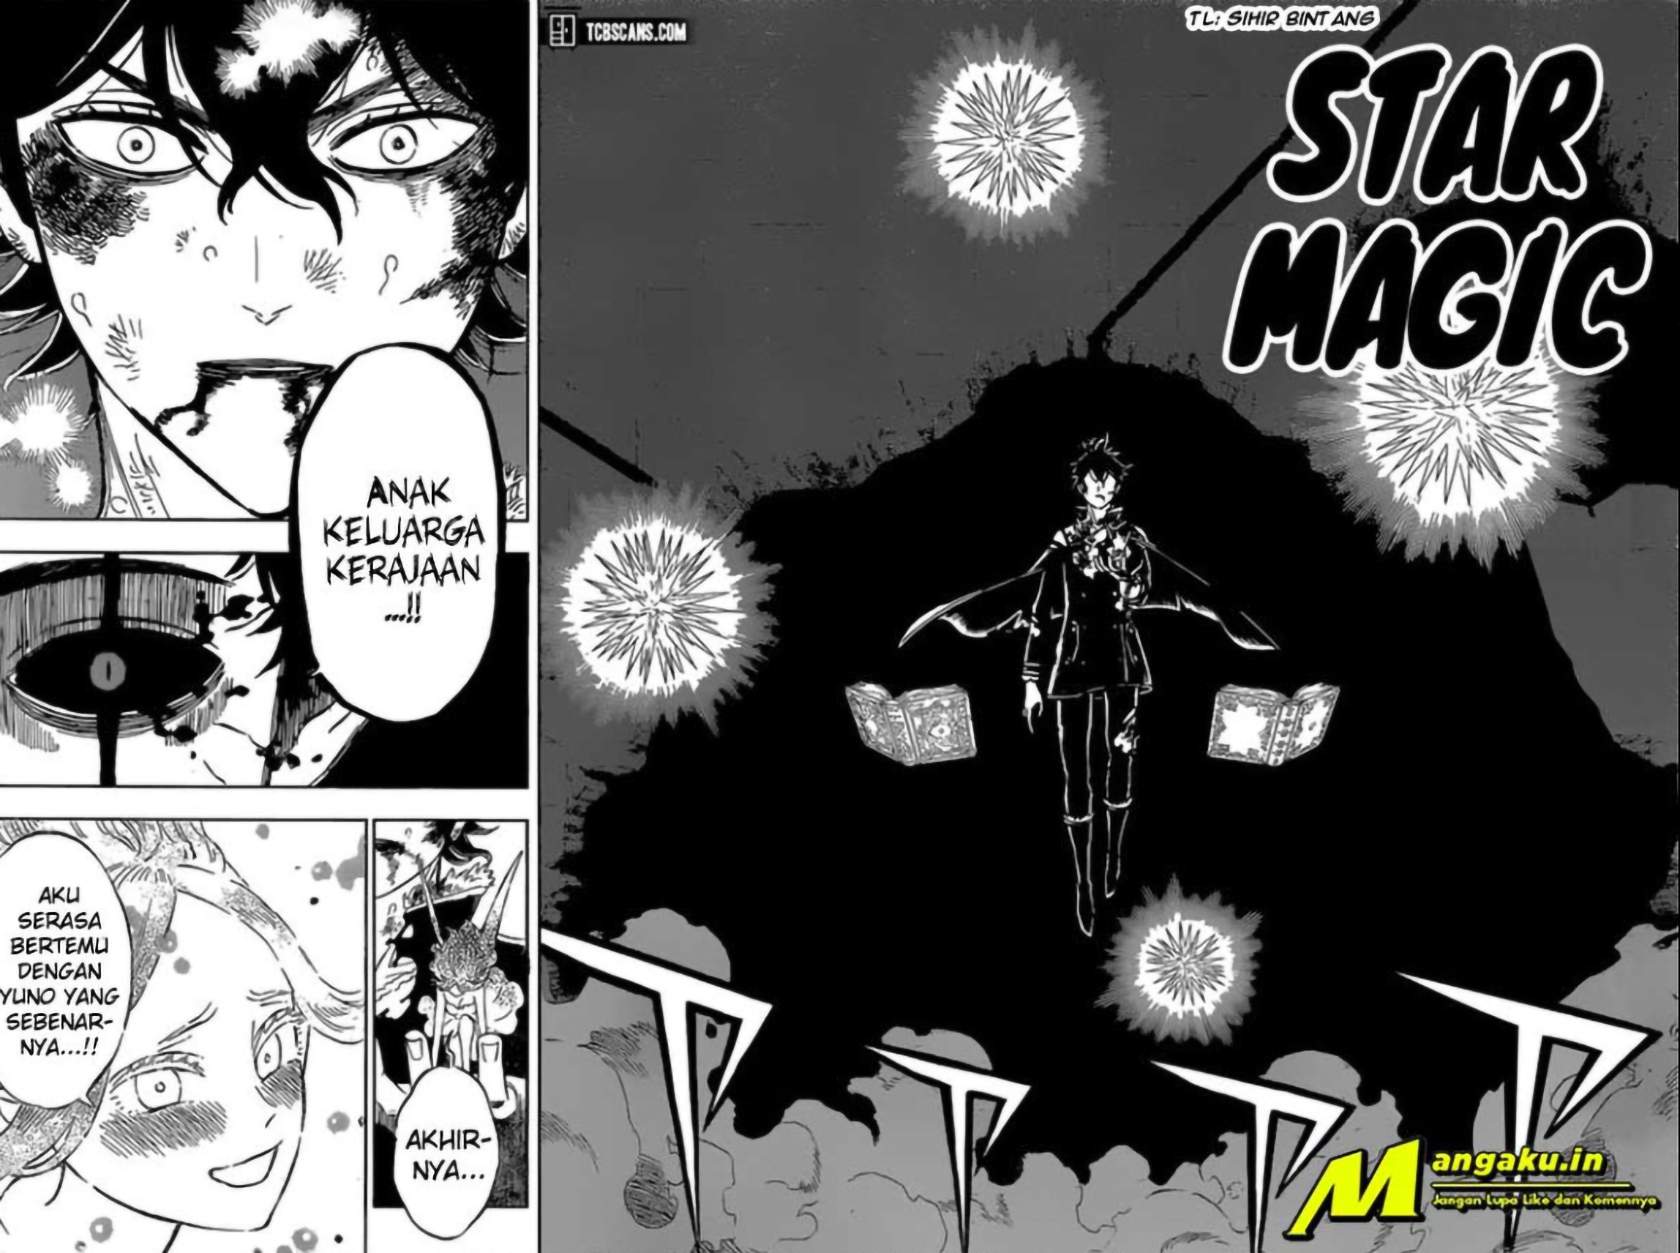 TCBSCANS.COM
TL: SIHIR BINTANG
STAR
MAGIC
ANAK
KELUARGA
KERAJAAN
...!!
AKHIR-
NYA...
AKU
SERASA
BERTEMU
DENGAN
YUNO YANG
SEBENAR-
NYA...!!
Mangaku.in
Jangan Lupa Like dan Komennya